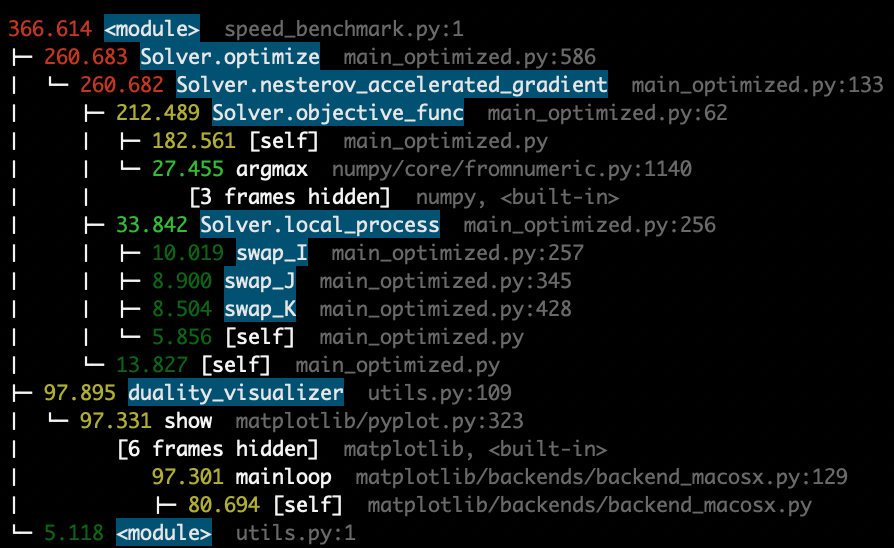 366.614 <module>  speed_benchmark.py:1
├─ 260.683 Solver.optimize  main_optimized.py:586
│  └─ 260.682 Solver.nesterov_accelerated_gradient  main_optimized.py:133
│     ├─ 212.489 Solver.objective_func  main_optimized.py:62
│     │  ├─ 182.561 [self]  main_optimized.py
│     │  └─ 27.455 argmax  numpy/core/fromnumeric.py:1140
│     │        [3 frames hidden]  numpy, <built-in>
│     ├─ 33.842 Solver.local_process  main_optimized.py:256
│     │  ├─ 10.019 swap_I  main_optimized.py:257
│     │  ├─ 8.900 swap_J  main_optimized.py:345
│     │  ├─ 8.504 swap_K  main_optimized.py:428
│     │  └─ 5.856 [self]  main_optimized.py
│     └─ 13.827 [self]  main_optimized.py
├─ 97.895 duality_visualizer  utils.py:109
│  └─ 97.331 show  matplotlib/pyplot.py:323
│        [6 frames hidden]  matplotlib, <built-in>
│           97.301 mainloop  matplotlib/backends/backend_macosx.py:129
│           ├─ 80.694 [self]  matplotlib/backends/backend_macosx.py
└─ 5.118 <module>  utils.py:1